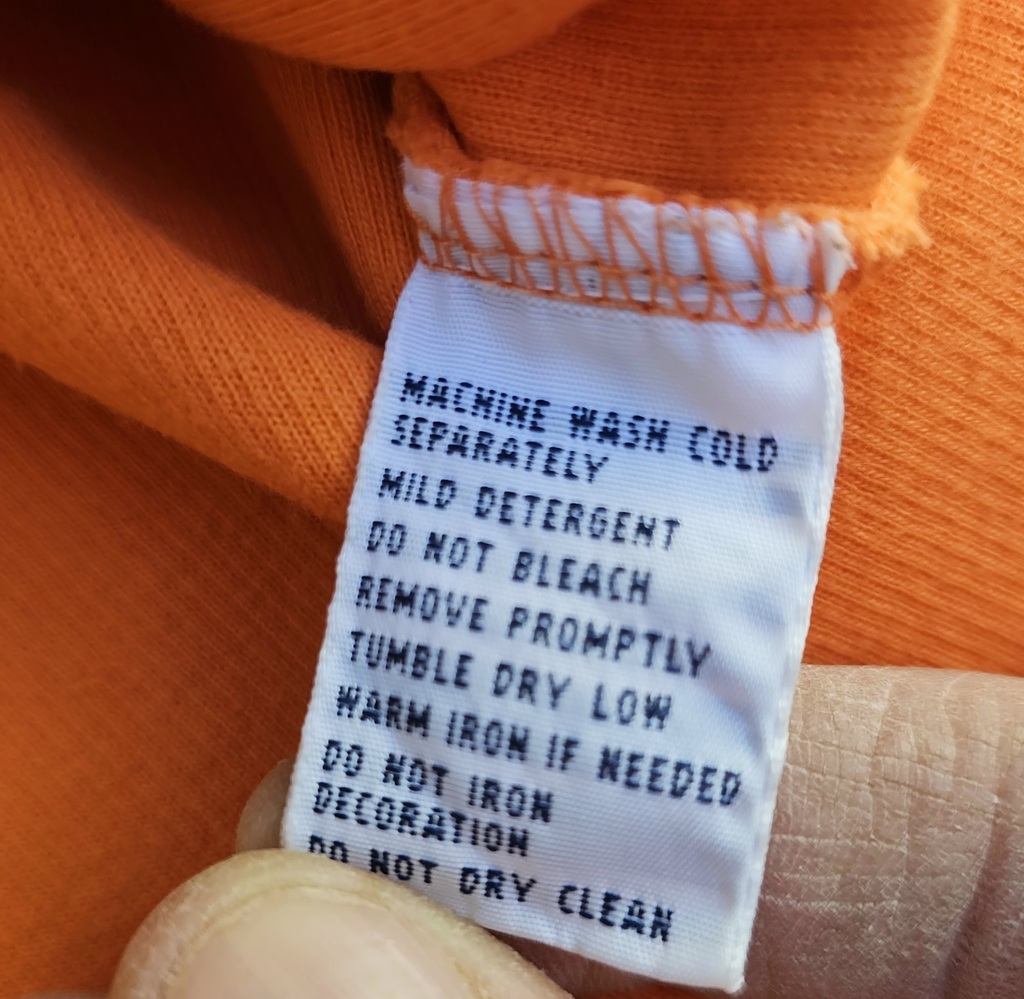 MACHINE WASH COLD
SEPARATELY
MILD DETERGENT
DO NOT BLEACH
REMOVE PROMPTLY
TUMBLE DRY LOW
WARM IRON IF NEEDED
DO NOT IRON
DECORATION
DO NOT DRY CLEAN